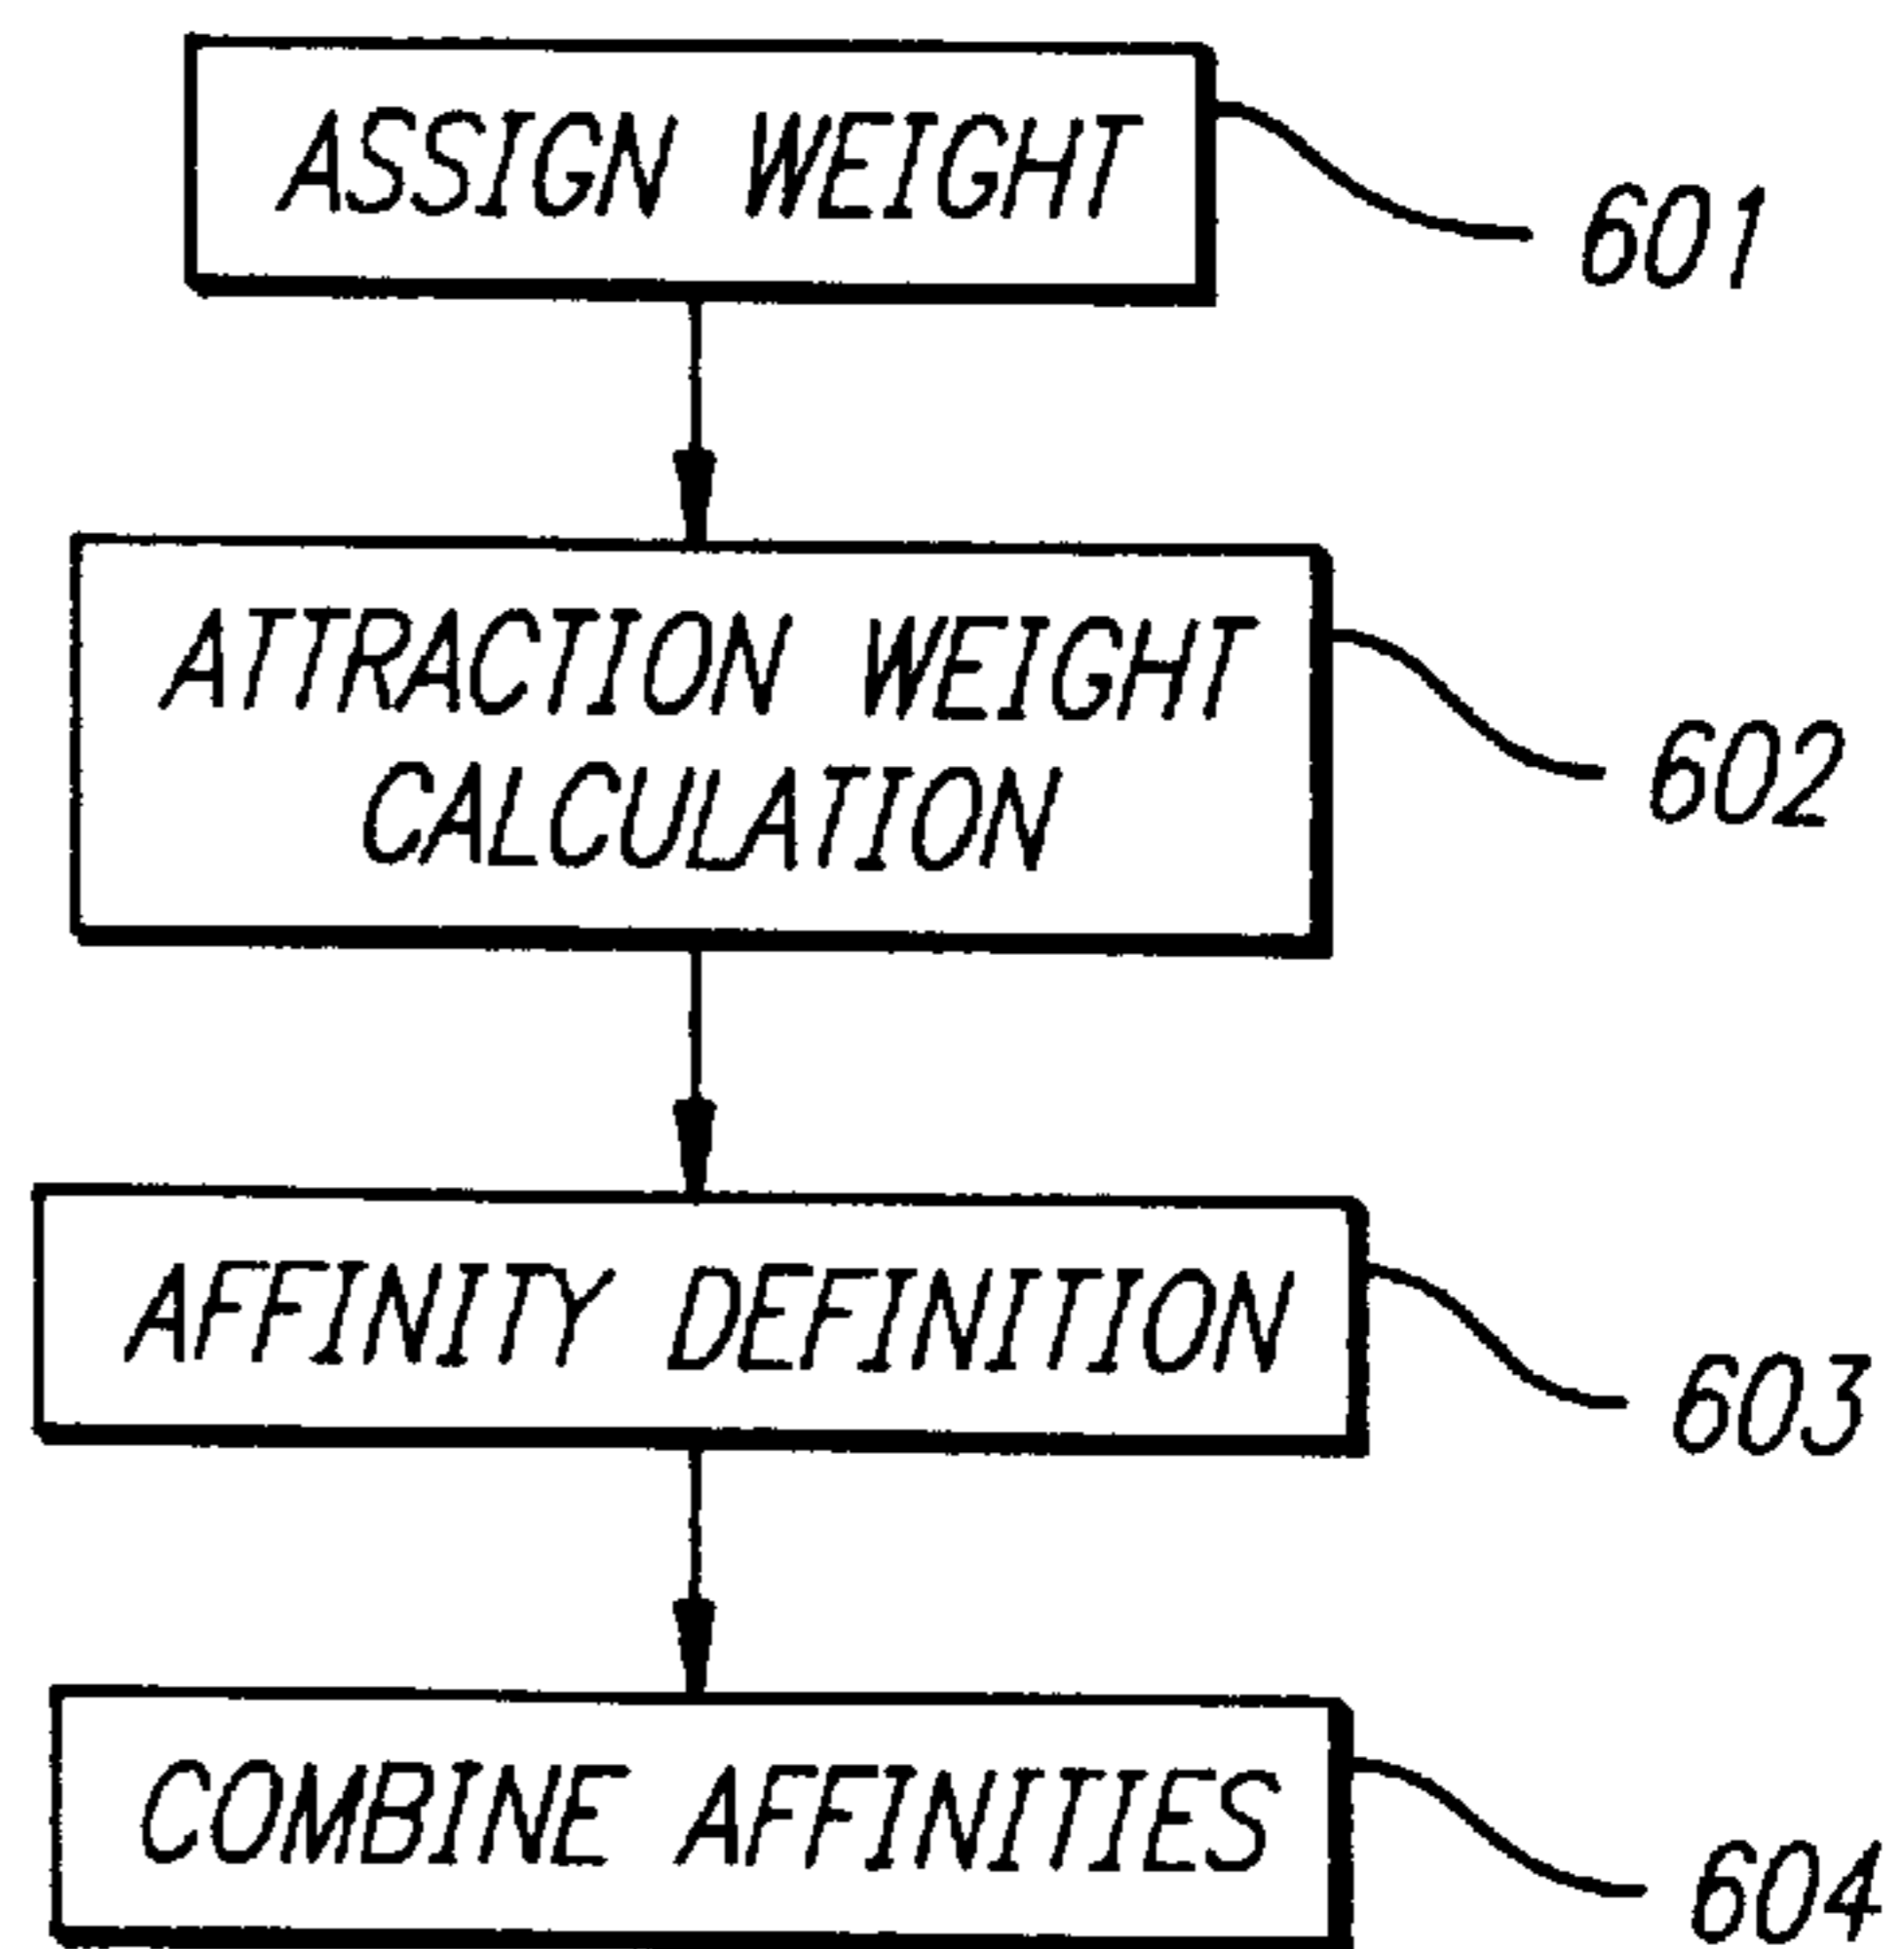 ASSIGN WEIGHT
601
ATTRACTION WEIGHT
CALCULATION
602
AFFINITY DEFINITION
603
COMBINE AFFINITIES
604